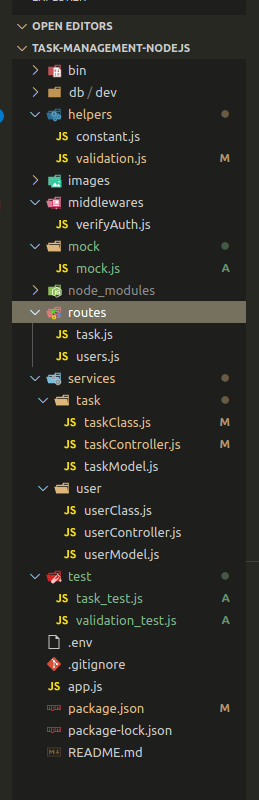 OPEN EDITORS
TASK-MANAGEMENT-NODEJS
bin
db / dev
helpers
JS constant.js
JS validation.js M
images
middlewares
JS verifyAuth.js
mock
JS mock.js A
node_modules
routes
JS task.js
JS users.js
services
task
JS taskClass.js M
JS taskController.js M
JS taskModel.js
user
JS userClass.js
JS userController.js
JS userModel.js
test
JS task_test.js A
JS validation_test.js A
.env
.gitignore
JS app.js
package.json M
package-lock.json
README.md